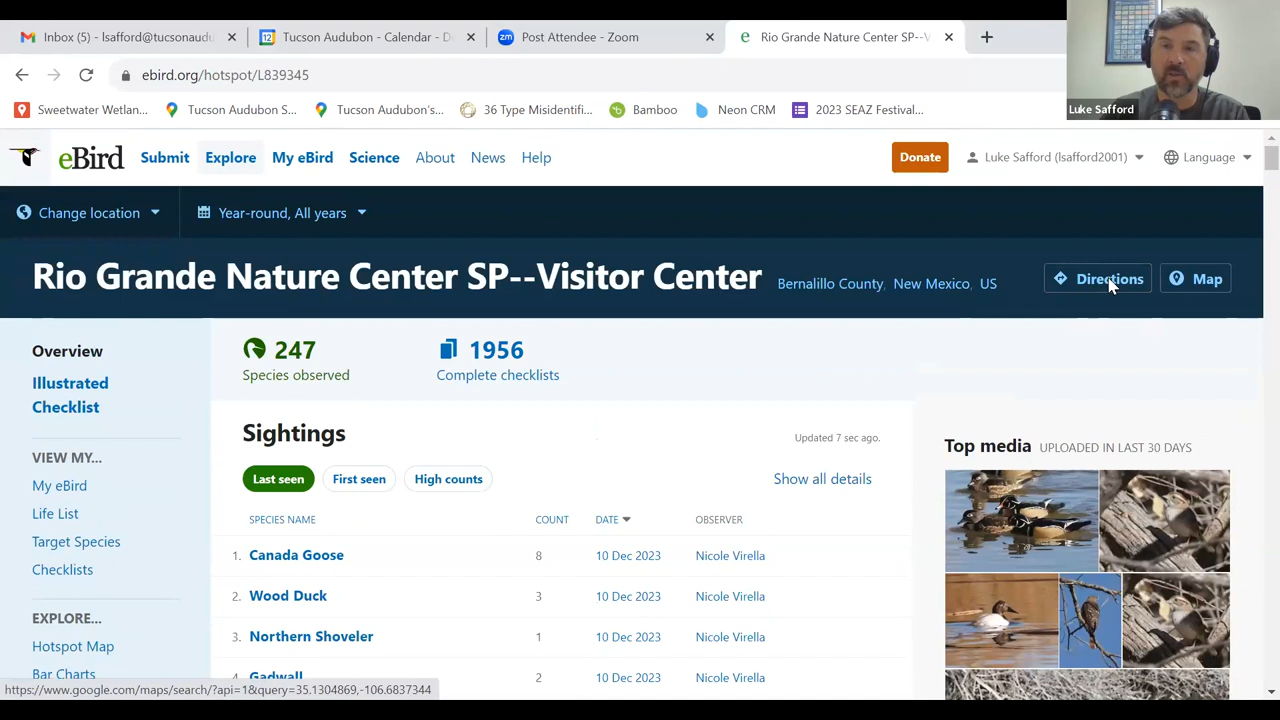 Inbox (5) - lsafford@tucsonaudu
Tucson Audubon - Calendar - D
Post Attendee - Zoom
Rio Grande Nature Center SP--V
ebird.org/hotspot/L839345
Sweetwater Wetlan...
Tucson Audubon S...
Tucson Audubon's...
36 Type Misidentifi...
Bamboo
Neon CRM
2023 SEAZ Festival...
Luke Safford
eBird
Submit
Explore
My eBird
Science
About
News
Help
Donate
Luke Safford (lsafford2001)
Language
Change location
Year-round, All years
Rio Grande Nature Center SP--Visitor Center
Bernalillo County, New Mexico, US
Directions
Map
Overview
Illustrated
Checklist
VIEW MY...
My eBird
Life List
Target Species
Checklists
EXPLORE...
Hotspot Map
Bar Charts
247
Species observed
1956
Complete checklists
Sightings
Updated 7 sec ago.
Last seen
First seen
High counts
Show all details
SPECIES NAME COUNT DATE OBSERVER
1. Canada Goose 8 10 Dec 2023 Nicole Virella
2. Wood Duck 3 10 Dec 2023 Nicole Virella
3. Northern Shoveler 1 10 Dec 2023 Nicole Virella
4. Gadwall 2 10 Dec 2023 Nicole Virella
Top media UPLOADED IN LAST 30 DAYS
https://www.google.com/maps/search/?api=1&query=35.1304869,-106.6837344